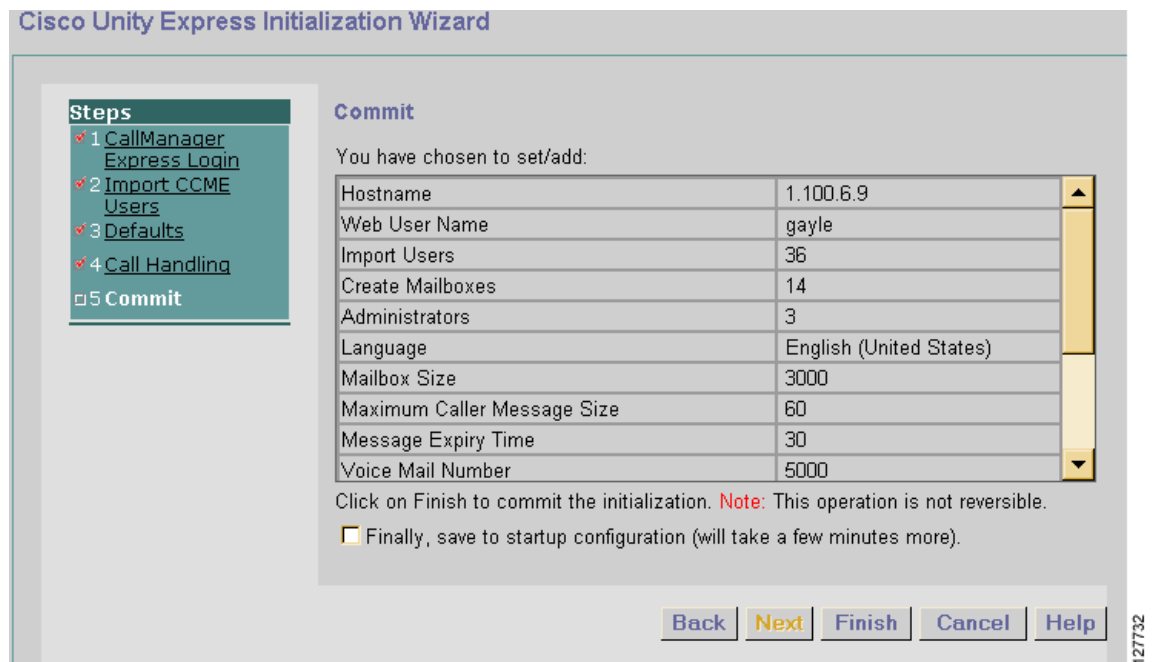 Cisco Unity Express Initialization Wizard
Steps
1 CallManager
Express Login
2 Import CCME
Users
3 Defaults
4 Call Handling
5 Commit
Commit
You have chosen to set/add:
Hostname 1.100.6.9
Web User Name gayle
Import Users 36
Create Mailboxes 14
Administrators 3
Language English (United States)
Mailbox Size 3000
Maximum Caller Message Size 60
Message Expiry Time 30
Voice Mail Number 5000
Click on Finish to commit the initialization. Note: This operation is not reversible.
Finally, save to startup configuration (will take a few minutes more).
Back Next Finish Cancel Help
127732